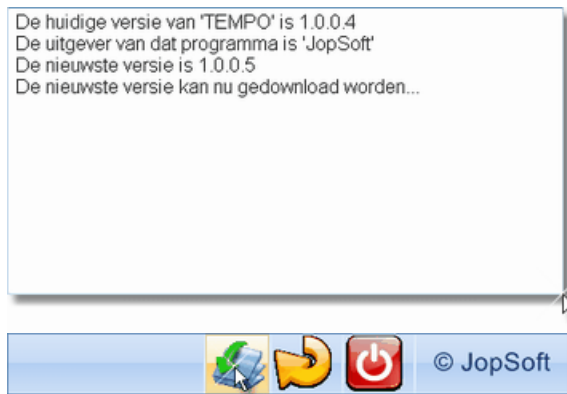 De huidige versie van 'TEMPO' is 1.0.0.4
De uitgever van dat programma is 'JopSoft'
De nieuwste versie is 1.0.0.5
De nieuwste versie kan nu gedownload worden...
© JopSoft